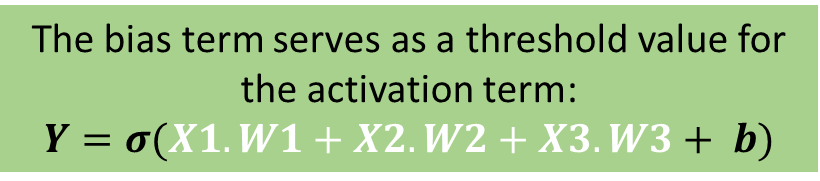 The bias term serves as a threshold value for
the activation term:
Y = σ(X1.W1 + X2.W2 + X3.W3 + b)